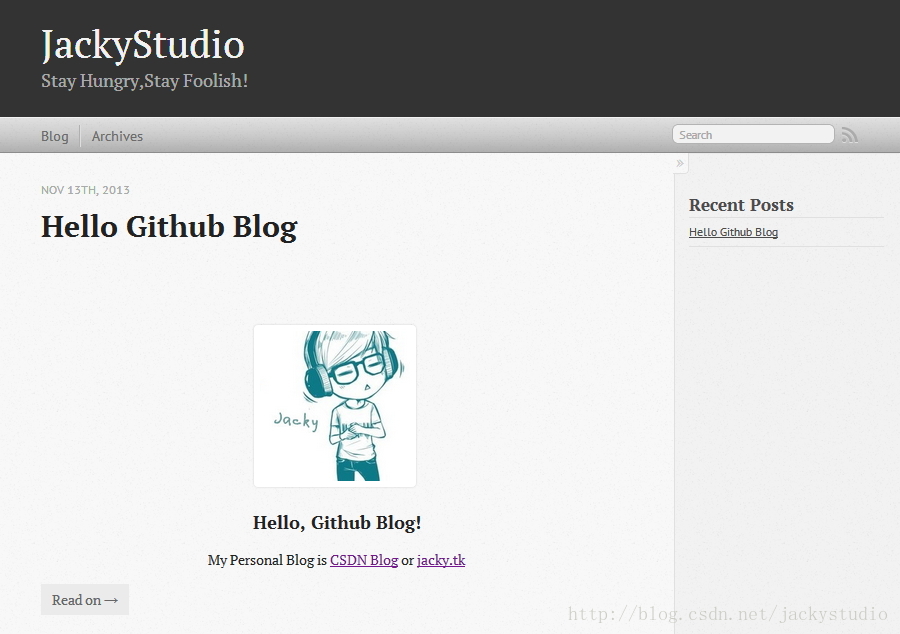 JackyStudio
Stay Hungry,Stay Foolish!
Blog
Archives
Search
»
NOV 13TH, 2013
Hello Github Blog
Jacky
Hello, Github Blog!
My Personal Blog is CSDN Blog or jacky.tk
Read on →
Recent Posts
Hello Github Blog
http://blog.csdn.net/jackystudio